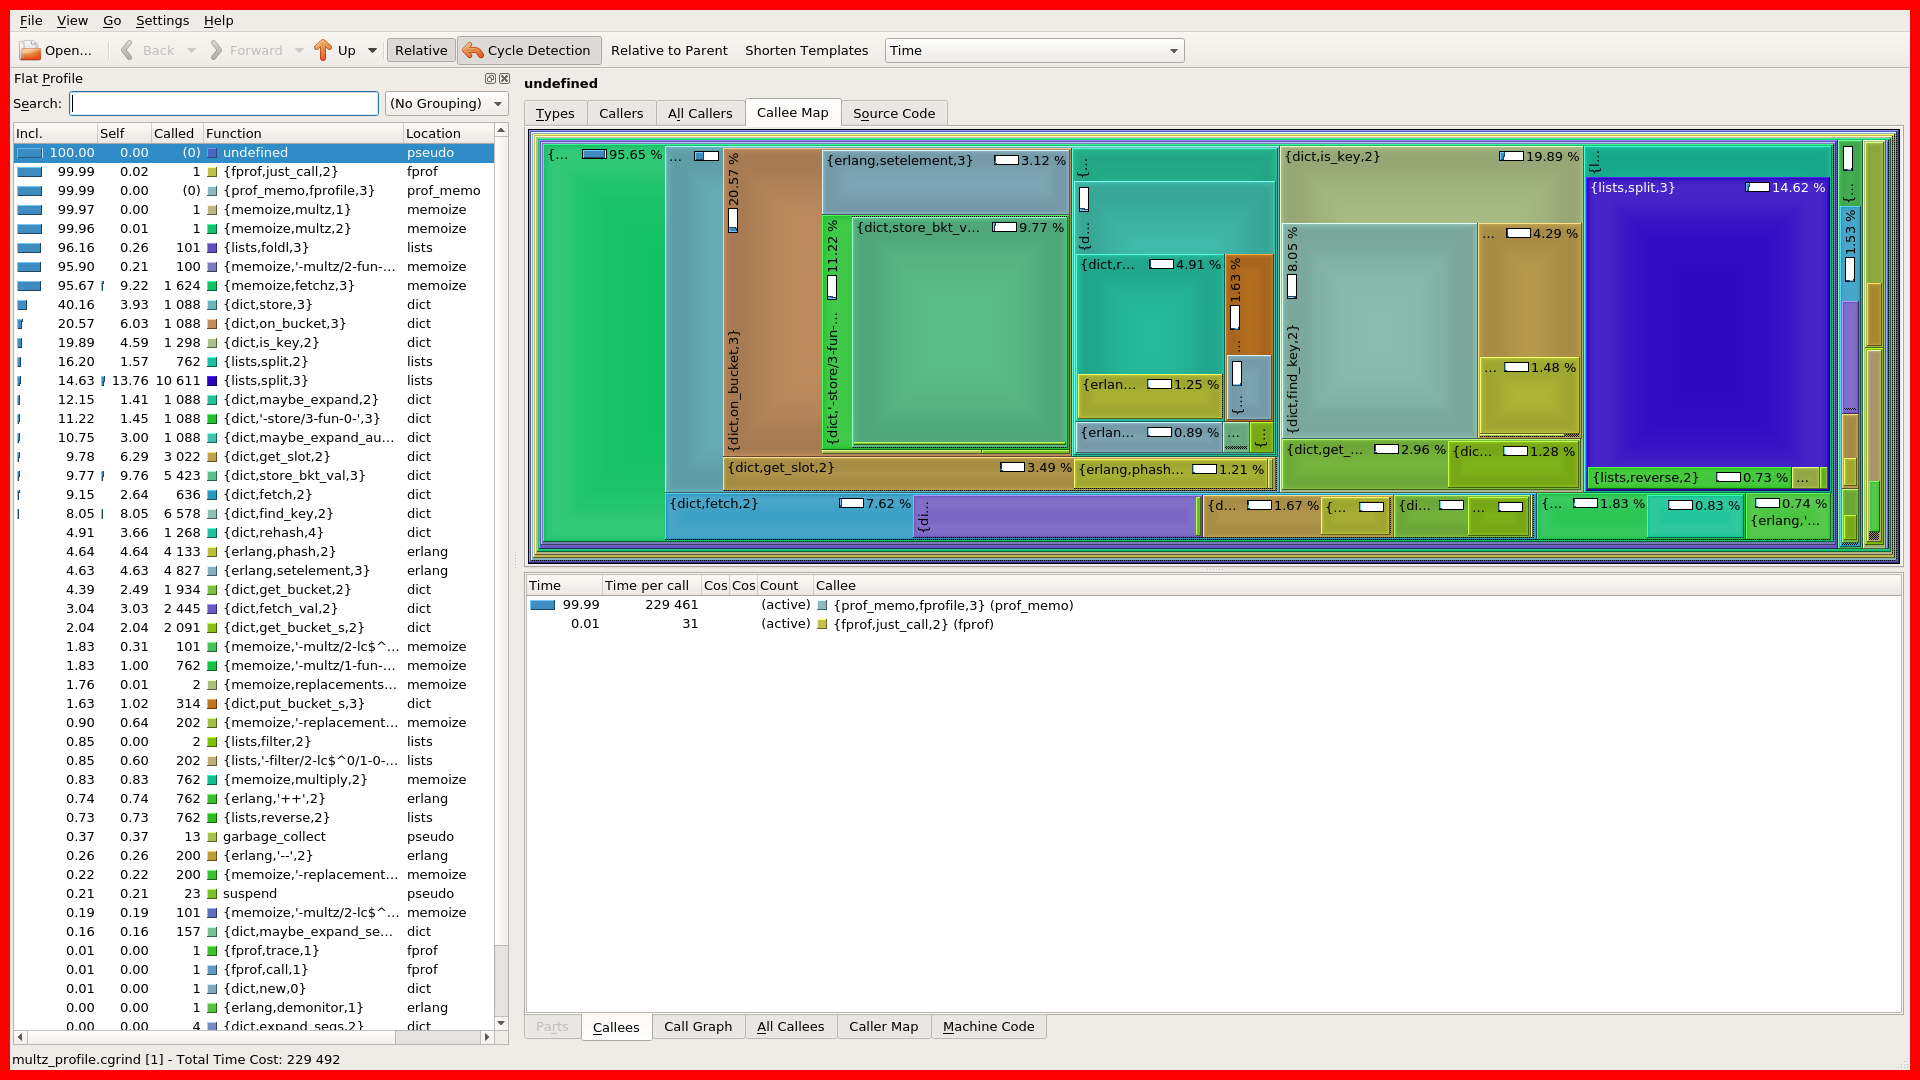 File View Go Settings Help
Open... Back Forward Up Relative Cycle Detection Relative to Parent Shorten Templates Time
Flat Profile
Search: (No Grouping)
Incl. Self Called Function Location
100.00 0.00 (0) undefined pseudo
99.99 0.02 1 {fprof,just_call,2} fprof
99.99 0.00 (0) {prof_memo,fprofile,3} prof_memo
99.97 0.00 1 {memoize,multz,1} memoize
99.96 0.01 1 {memoize,multz,2} memoize
96.16 0.26 101 {lists,foldl,3} lists
95.90 0.21 100 {memoize,'-multz/2-fun-... memoize
95.67 9.22 1 624 {memoize,fetchz,3} memoize
40.16 3.93 1 088 {dict,store,3} dict
20.57 6.03 1 088 {dict,on_bucket,3} dict
19.89 4.59 1 298 {dict,is_key,2} dict
16.20 1.57 762 {lists,split,2} lists
14.63 13.76 10 611 {lists,split,3} lists
12.15 1.41 1 088 {dict,maybe_expand,2} dict
11.22 1.45 1 088 {dict,'-store/3-fun-0-',3} dict
10.75 3.00 1 088 {dict,maybe_expand_au... dict
9.78 6.29 3 022 {dict,get_slot,2} dict
9.77 9.76 5 423 {dict,store_bkt_val,3} dict
9.15 2.64 636 {dict,fetch,2} dict
8.05 8.05 6 578 {dict,find_key,2} dict
4.91 3.66 1 268 {dict,rehash,4} dict
4.64 4.64 4 133 {erlang,phash,2} erlang
4.63 4.63 4 827 {erlang,setelement,3} erlang
4.39 2.49 1 934 {dict,get_bucket,2} dict
3.04 3.03 2 445 {dict,fetch_val,2} dict
2.04 2.04 2 091 {dict,get_bucket_s,2} dict
1.83 0.31 101 {memoize,'-multz/2-lc$^... memoize
1.83 1.00 762 {memoize,'-multz/1-fun-... memoize
1.76 0.01 2 {memoize,replacements... memoize
1.63 1.02 314 {dict,put_bucket_s,3} dict
0.90 0.64 202 {memoize,'-replacement... memoize
0.85 0.00 2 {lists,filter,2} lists
0.85 0.60 202 {lists,'-filter/2-lc$^0/1-0-... lists
0.83 0.83 762 {memoize,multiply,2} memoize
0.74 0.74 762 {erlang,'++',2} erlang
0.73 0.73 762 {lists,reverse,2} lists
0.37 0.37 13 garbage_collect pseudo
0.26 0.26 200 {erlang,'--',2} erlang
0.22 0.22 200 {memoize,'-replacement... memoize
0.21 0.21 23 suspend pseudo
0.19 0.19 101 {memoize,'-multz/2-lc$^... memoize
0.16 0.16 157 {dict,maybe_expand_se... dict
0.01 0.00 1 {fprof,trace,1} fprof
0.01 0.00 1 {fprof,call,1} fprof
0.01 0.00 1 {dict,new,0} dict
0.00 0.00 1 {erlang,demonitor,1} erlang
0.00 0.00 4 {dict,expand_segs,2} dict
undefined
Types Callers All Callers Callee Map Source Code
{... 95.65 %
...
{dict,on_bucket,3} 20.57 %
{erlang,setelement,3} 3.12 %
{dict,'-store/3-fun-... 11.22 %
{dict,store_bkt_v... 9.77 %
{dict,get_slot,2} 3.49 %
{erlang,phash... 1.21 %
{...
{d...
{dict,r... 4.91 %
{erlan... 1.25 %
... 1.63 %
{...
{erlan... 0.89 %
...
{...
{dict,is_key,2} 19.89 %
{dict,find_key,2} 8.05 %
... 4.29 %
... 1.48 %
{dict,get_... 2.96 %
{dic... 1.28 %
{l...
{lists,split,3} 14.62 %
{lists,reverse,2} 0.73 %
...
{dict,fetch,2} 7.62 %
{di...
{d... 1.67 %
{...
{di...
...
{... 1.83 %
0.83 %
0.74 %
{erlang,'...
{...
1.53 %
Time Time per call Cos Cos Count Callee
99.99 229 461 (active) {prof_memo,fprofile,3} (prof_memo)
0.01 31 (active) {fprof,just_call,2} (fprof)
Parts Callees Call Graph All Callees Caller Map Machine Code
multz_profile.cgrind [1] - Total Time Cost: 229 492